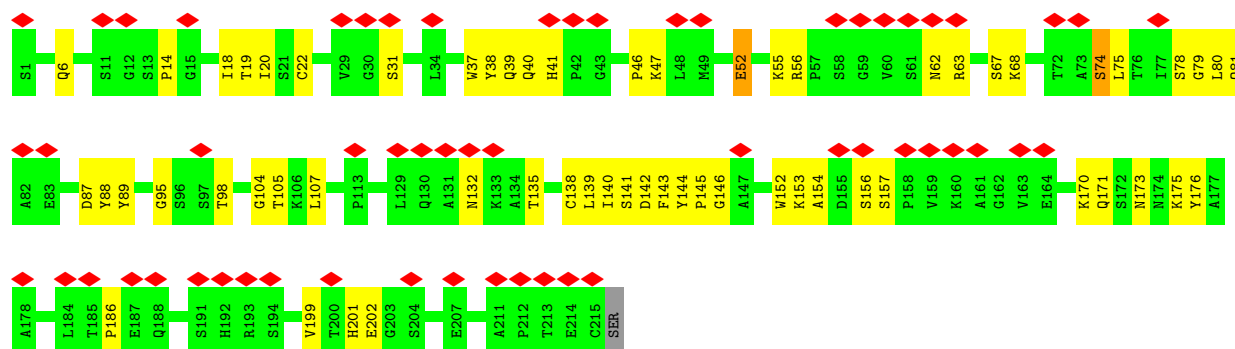 S1 Q6 S11 G12 S13 P14 G15 I18 T19 I20 S21 C22 V29 G30 S31 L34 W37 Y38 Q39 Q40 H41 P42 G43 P46 K47 L48 M49 E52 K55 R56 P57 S58 G59 V60 S61 N62 R63 S67 K68 T72 A73 S74 L75 T76 I77 S78 G79 L80
A82 E83 D87 Y88 Y89 G95 S96 S97 T98 G104 T105 K106 L107 P113 L129 Q130 A131 N132 K133 A134 T135 C138 L139 I140 S141 D142 F143 Y144 P145 G146 A147 W152 K153 A154 D155 S156 S157 P158 V159 K160 A161 G162 V163 E164 K170 Q171 S172 N173 N174 K175 Y176 A177
A178 L184 T185 P186 E187 Q188 S191 H192 R193 S194 V199 T200 H201 E202 G203 S204 E207 A211 P212 T213 E214 C215 SER